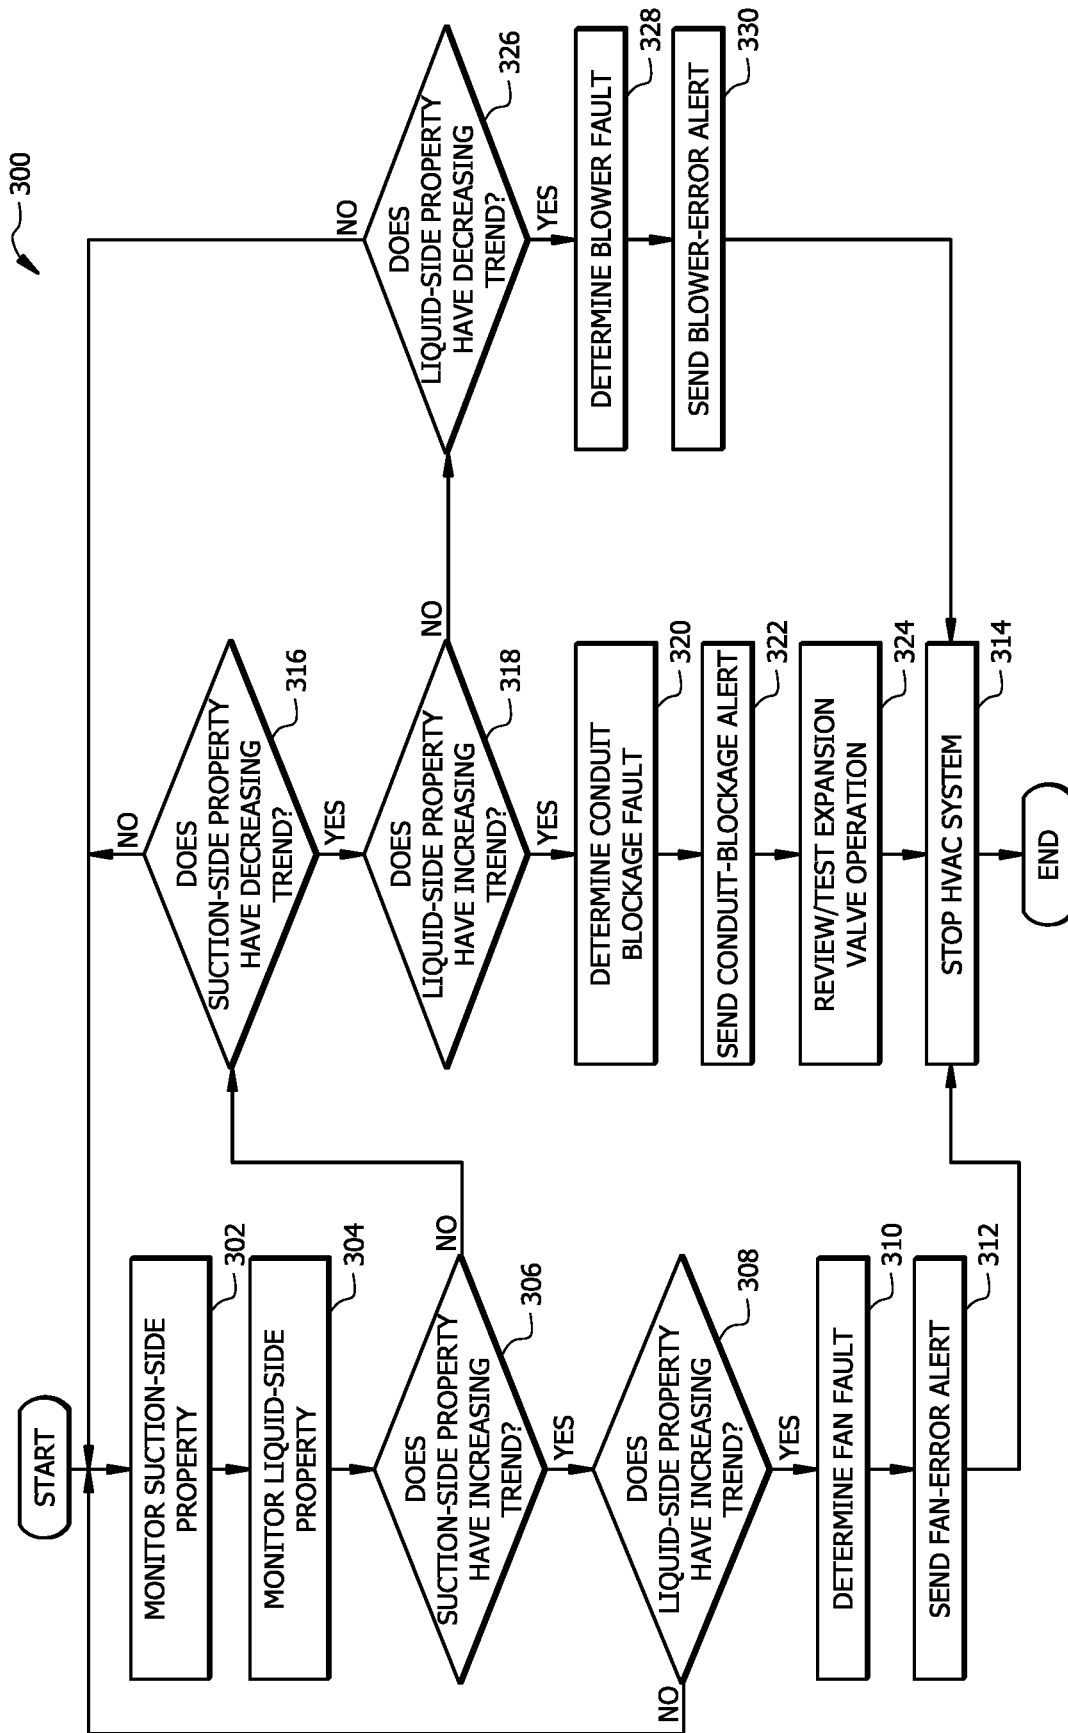 300
START
MONITOR SUCTION-SIDE
PROPERTY
302
MONITOR LIQUID-SIDE
PROPERTY
304
DOES
SUCTION-SIDE PROPERTY
HAVE INCREASING
TREND?
306
NO
YES
DOES
LIQUID-SIDE PROPERTY
HAVE INCREASING
TREND?
308
NO
YES
DETERMINE FAN FAULT
310
SEND FAN-ERROR ALERT
312
DOES
SUCTION-SIDE PROPERTY
HAVE DECREASING
TREND?
316
NO
YES
DOES
LIQUID-SIDE PROPERTY
HAVE INCREASING
TREND?
318
NO
YES
DETERMINE CONDUIT
BLOCKAGE FAULT
320
SEND CONDUIT-BLOCKAGE ALERT
322
REVIEW/TEST EXPANSION
VALVE OPERATION
324
STOP HVAC SYSTEM
314
END
DOES
LIQUID-SIDE PROPERTY
HAVE DECREASING
TREND?
326
NO
YES
DETERMINE BLOWER FAULT
328
SEND BLOWER-ERROR ALERT
330